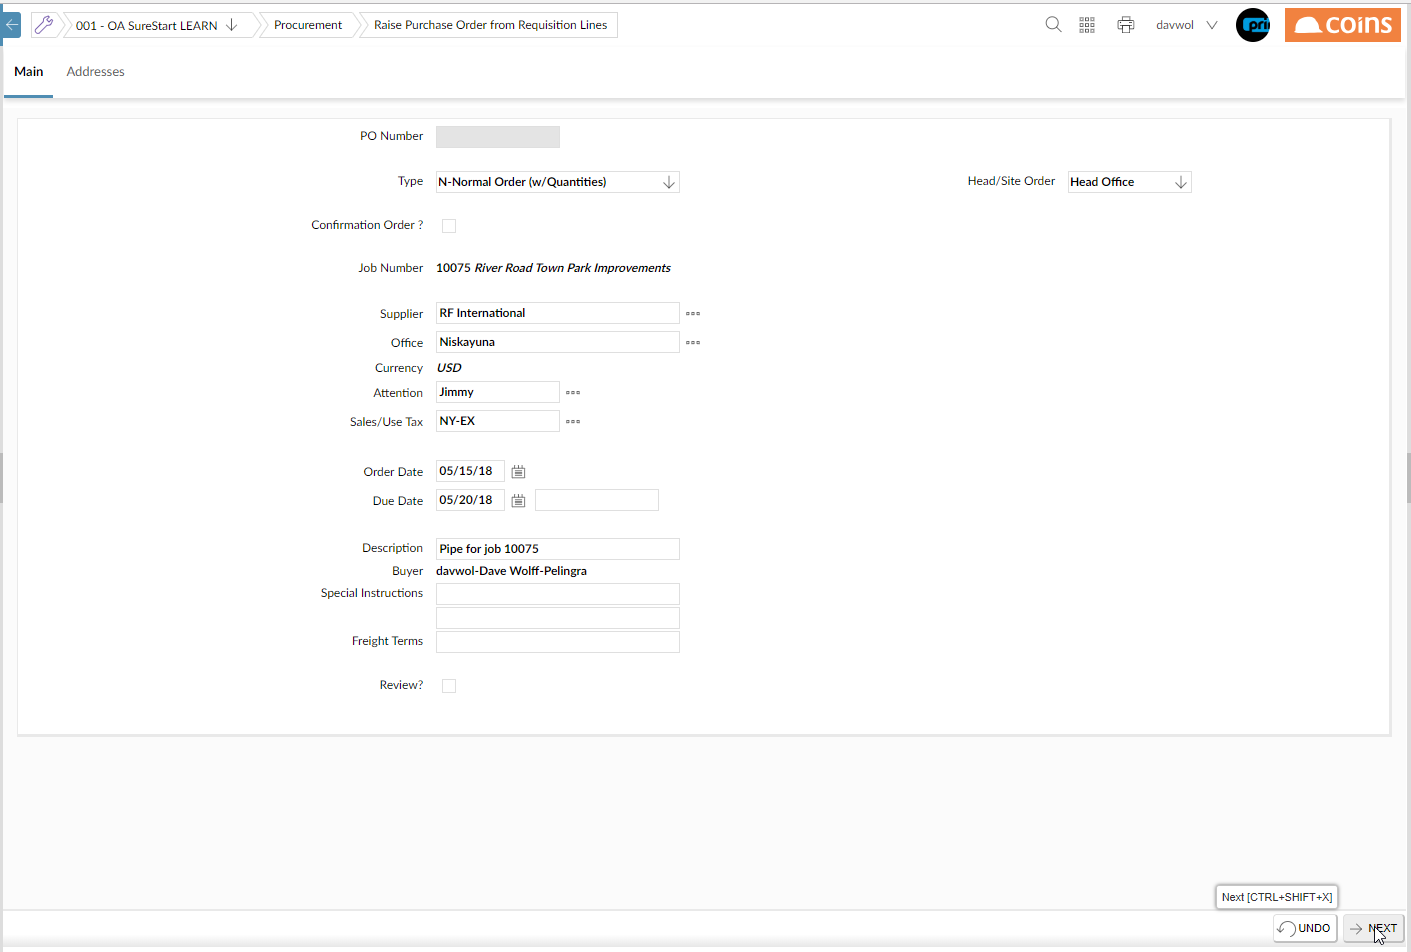 001 - OA SureStart LEARN Procurement Raise Purchase Order from Requisition Lines davwol pri coins
Main Addresses
PO Number
Type N-Normal Order (w/Quantities) Head/Site Order Head Office
Confirmation Order ?
Job Number 10075 River Road Town Park Improvements
Supplier RF International
Office Niskayuna
Currency USD
Attention Jimmy
Sales/Use Tax NY-EX
Order Date 05/15/18
Due Date 05/20/18
Description Pipe for job 10075
Buyer davwol-Dave Wolff-Pelingra
Special Instructions
Freight Terms
Review?
Next [CTRL+SHIFT+X]
UNDO NEXT